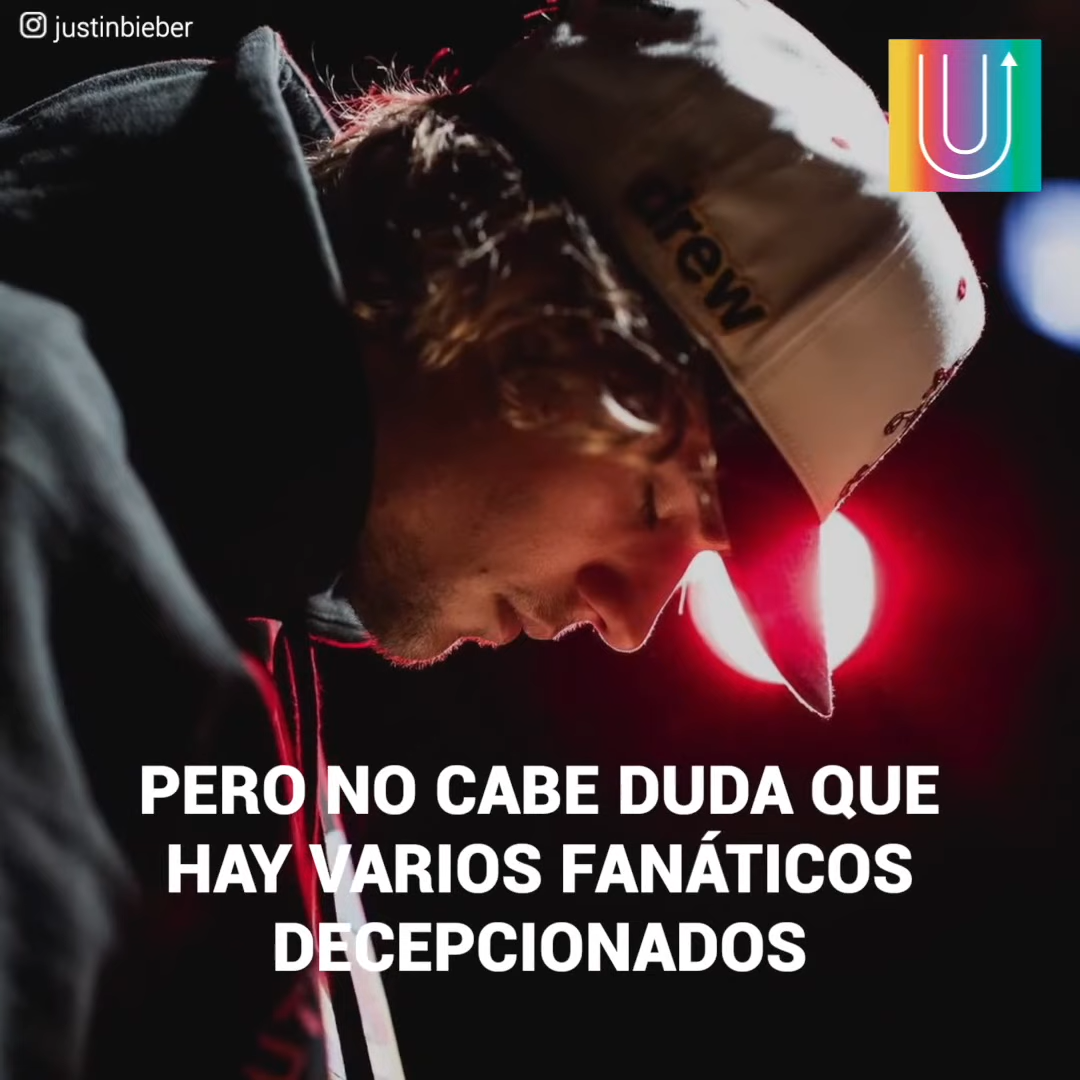 justinbieber
U
drew
PERO NO CABE DUDA QUE
HAY VARIOS FANÁTICOS
DECEPCIONADOS